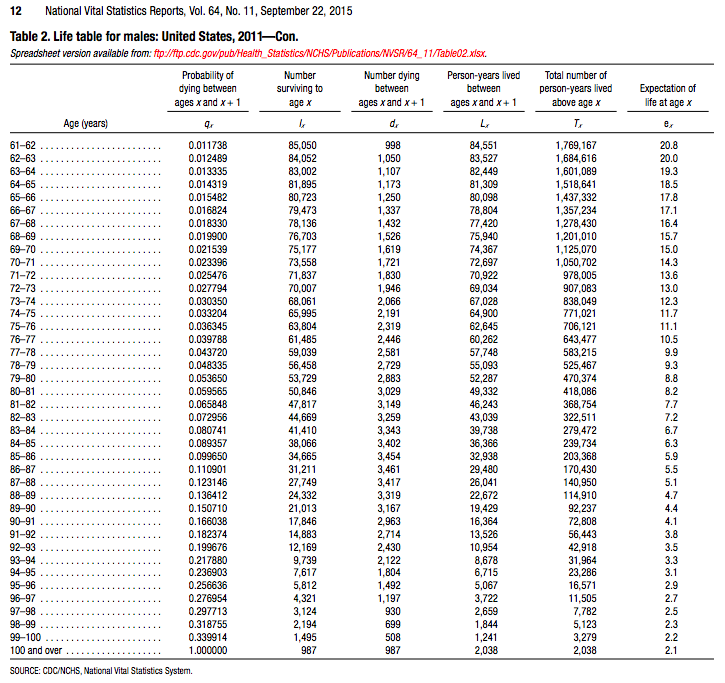 12 National Vital Statistics Reports, Vol. 64, No. 11, September 22, 2015
Table 2. Life table for males: United States, 2011—Con.
Spreadsheet version available from: ftp://ftp.cdc.gov/pub/Health_Statistics/NCHS/Publications/NVSR/64_11/Table02.xlsx.
Probability of Number Number dying Person-years lived Total number of
dying between surviving to between between person-years lived Expectation of
ages x and x + 1 age x ages x and x + 1 ages x and x + 1 above age x life at age x
Age (years) qx lx dx Lx Tx ex
61–62 . . . . . . . . . . . . . . . . . . . . . . . . 0.011738 85,050 998 84,551 1,769,167 20.8
62–63 . . . . . . . . . . . . . . . . . . . . . . . . 0.012489 84,052 1,050 83,527 1,684,616 20.0
63–64 . . . . . . . . . . . . . . . . . . . . . . . . 0.013335 83,002 1,107 82,449 1,601,089 19.3
64–65 . . . . . . . . . . . . . . . . . . . . . . . . 0.014319 81,895 1,173 81,309 1,518,641 18.5
65–66 . . . . . . . . . . . . . . . . . . . . . . . . 0.015482 80,723 1,250 80,098 1,437,332 17.8
66–67 . . . . . . . . . . . . . . . . . . . . . . . . 0.016824 79,473 1,337 78,804 1,357,234 17.1
67–68 . . . . . . . . . . . . . . . . . . . . . . . . 0.018330 78,136 1,432 77,420 1,278,430 16.4
68–69 . . . . . . . . . . . . . . . . . . . . . . . . 0.019900 76,703 1,526 75,940 1,201,010 15.7
69–70 . . . . . . . . . . . . . . . . . . . . . . . . 0.021539 75,177 1,619 74,367 1,125,070 15.0
70–71 . . . . . . . . . . . . . . . . . . . . . . . . 0.023396 73,558 1,721 72,697 1,050,702 14.3
71–72 . . . . . . . . . . . . . . . . . . . . . . . . 0.025476 71,837 1,830 70,922 978,005 13.6
72–73 . . . . . . . . . . . . . . . . . . . . . . . . 0.027794 70,007 1,946 69,034 907,083 13.0
73–74 . . . . . . . . . . . . . . . . . . . . . . . . 0.030350 68,061 2,066 67,028 838,049 12.3
74–75 . . . . . . . . . . . . . . . . . . . . . . . . 0.033204 65,995 2,191 64,900 771,021 11.7
75–76 . . . . . . . . . . . . . . . . . . . . . . . . 0.036345 63,804 2,319 62,645 706,121 11.1
76–77 . . . . . . . . . . . . . . . . . . . . . . . . 0.039788 61,485 2,446 60,262 643,477 10.5
77–78 . . . . . . . . . . . . . . . . . . . . . . . . 0.043720 59,039 2,581 57,748 583,215 9.9
78–79 . . . . . . . . . . . . . . . . . . . . . . . . 0.048335 56,458 2,729 55,093 525,467 9.3
79–80 . . . . . . . . . . . . . . . . . . . . . . . . 0.053650 53,729 2,883 52,287 470,374 8.8
80–81 . . . . . . . . . . . . . . . . . . . . . . . . 0.059565 50,846 3,029 49,332 418,086 8.2
81–82 . . . . . . . . . . . . . . . . . . . . . . . . 0.065848 47,817 3,149 46,243 368,754 7.7
82–83 . . . . . . . . . . . . . . . . . . . . . . . . 0.072956 44,669 3,259 43,039 322,511 7.2
83–84 . . . . . . . . . . . . . . . . . . . . . . . . 0.080741 41,410 3,343 39,738 279,472 6.7
84–85 . . . . . . . . . . . . . . . . . . . . . . . . 0.089357 38,066 3,402 36,366 239,734 6.3
85–86 . . . . . . . . . . . . . . . . . . . . . . . . 0.099650 34,665 3,454 32,938 203,368 5.9
86–87 . . . . . . . . . . . . . . . . . . . . . . . . 0.110901 31,211 3,461 29,480 170,430 5.5
87–88 . . . . . . . . . . . . . . . . . . . . . . . . 0.123146 27,749 3,417 26,041 140,950 5.1
88–89 . . . . . . . . . . . . . . . . . . . . . . . . 0.136412 24,332 3,319 22,672 114,910 4.7
89–90 . . . . . . . . . . . . . . . . . . . . . . . . 0.150710 21,013 3,167 19,429 92,237 4.4
90–91 . . . . . . . . . . . . . . . . . . . . . . . . 0.166038 17,846 2,963 16,364 72,808 4.1
91–92 . . . . . . . . . . . . . . . . . . . . . . . . 0.182374 14,883 2,714 13,526 56,443 3.8
92–93 . . . . . . . . . . . . . . . . . . . . . . . . 0.199676 12,169 2,430 10,954 42,918 3.5
93–94 . . . . . . . . . . . . . . . . . . . . . . . . 0.217880 9,739 2,122 8,678 31,964 3.3
94–95 . . . . . . . . . . . . . . . . . . . . . . . . 0.236903 7,617 1,804 6,715 23,286 3.1
95–96 . . . . . . . . . . . . . . . . . . . . . . . . 0.256636 5,812 1,492 5,067 16,571 2.9
96–97 . . . . . . . . . . . . . . . . . . . . . . . . 0.276954 4,321 1,197 3,722 11,505 2.7
97–98 . . . . . . . . . . . . . . . . . . . . . . . . 0.297713 3,124 930 2,659 7,782 2.5
98–99 . . . . . . . . . . . . . . . . . . . . . . . . 0.318755 2,194 699 1,844 5,123 2.3
99–100 . . . . . . . . . . . . . . . . . . . . . . . 0.339914 1,495 508 1,241 3,279 2.2
100 and over . . . . . . . . . . . . . . . . . . . 1.000000 987 987 2,038 2,038 2.1
SOURCE: CDC/NCHS, National Vital Statistics System.